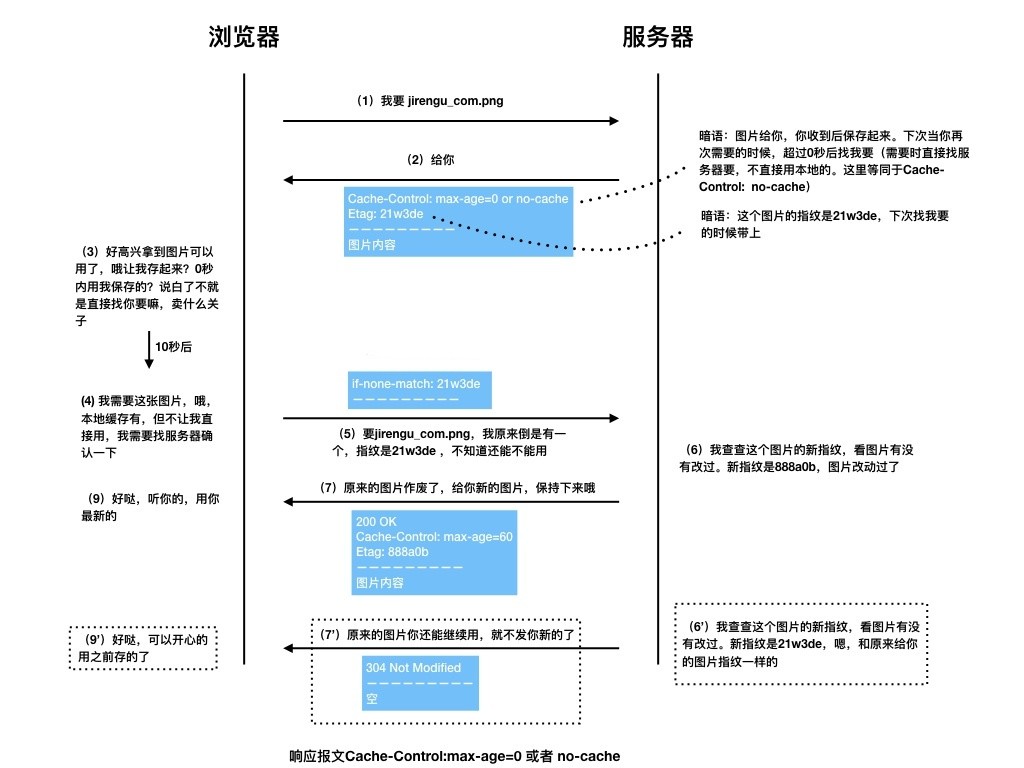 浏览器
服务器
（1）我要 jirengu_com.png
（2）给你
Cache-Control: max-age=0 or no-cache
Etag: 21w3de
— — — — — — — — —
图片内容
暗语：图片给你，你收到后保存起来。下次当你再
次需要的时候，超过0秒后找我要（需要时直接找服
务器要，不直接用本地的。这里等同于Cache-
Control: no-cache）
暗语：这个图片的指纹是21w3de，下次找我要
的时候带上
（3）好高兴拿到图片可以
用了，哦让我存起来？0秒
内用我保存的？说白了不就
是直接找你要嘛，卖什么关
子
10秒后
(4) 我需要这张图片，哦，
本地缓存有，但不让我直
接用，我需要找服务器确
认一下
if-none-match: 21w3de
— — — — — — — — —
（5）要jirengu_com.png，我原来倒是有一
个，指纹是21w3de ，不知道还能不能用
（6）我查查这个图片的新指纹，看图片有没
有改过。新指纹是888a0b，图片改动过了
（7）原来的图片作废了，给你新的图片，保持下来哦
200 OK
Cache-Control: max-age=60
Etag: 888a0b
— — — — — — — — —
图片内容
（9）好哒，听你的，用你
最新的
（6’）我查查这个图片的新指纹，看图片有没
有改过。新指纹是21w3de，嗯，和原来给你
的图片指纹一样的
（7’）原来的图片你还能继续用，就不发你新的了
304 Not Modified
— — — — — — — — —
空
（9’）好哒，可以开心的
用之前存的了
响应报文Cache-Control:max-age=0 或者 no-cache